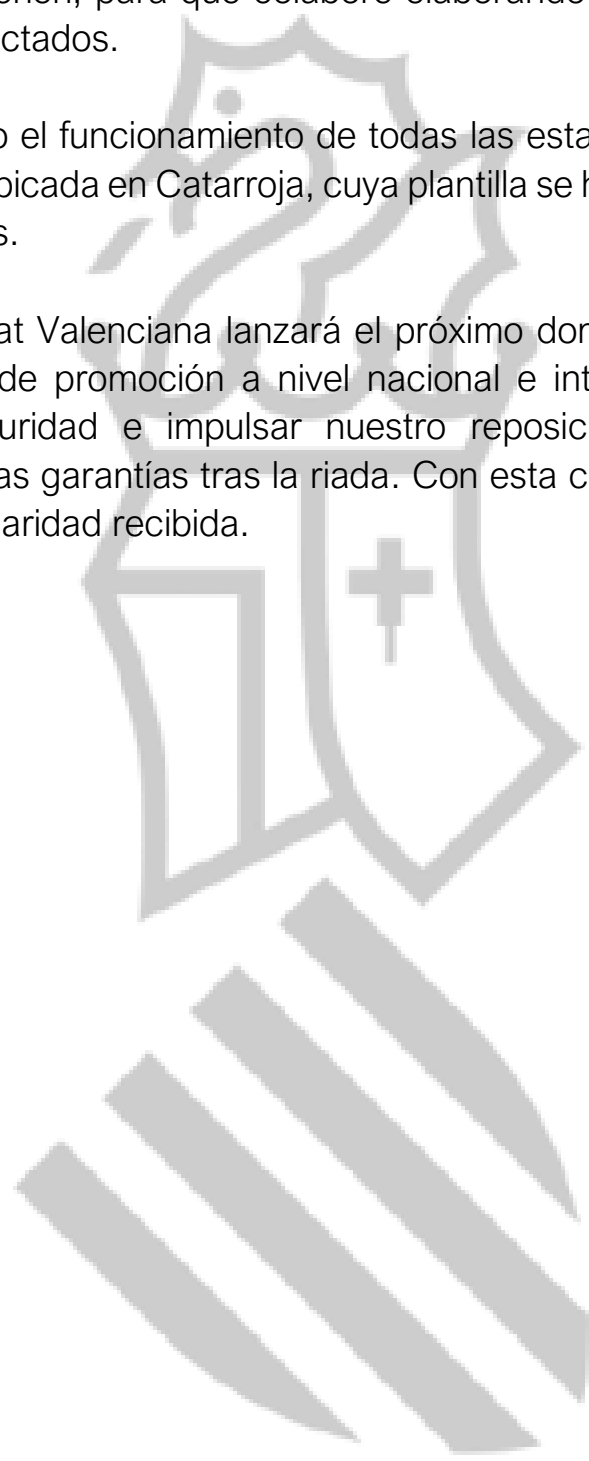 para que colabore elaborando
ctados.
el funcionamiento de todas las esta
bicada en Catarroja, cuya plantilla se h
s.
at Valenciana lanzará el próximo don
de promoción a nivel nacional e int
uridad e impulsar nuestro reposic
as garantías tras la riada. Con esta c
aridad recibida.